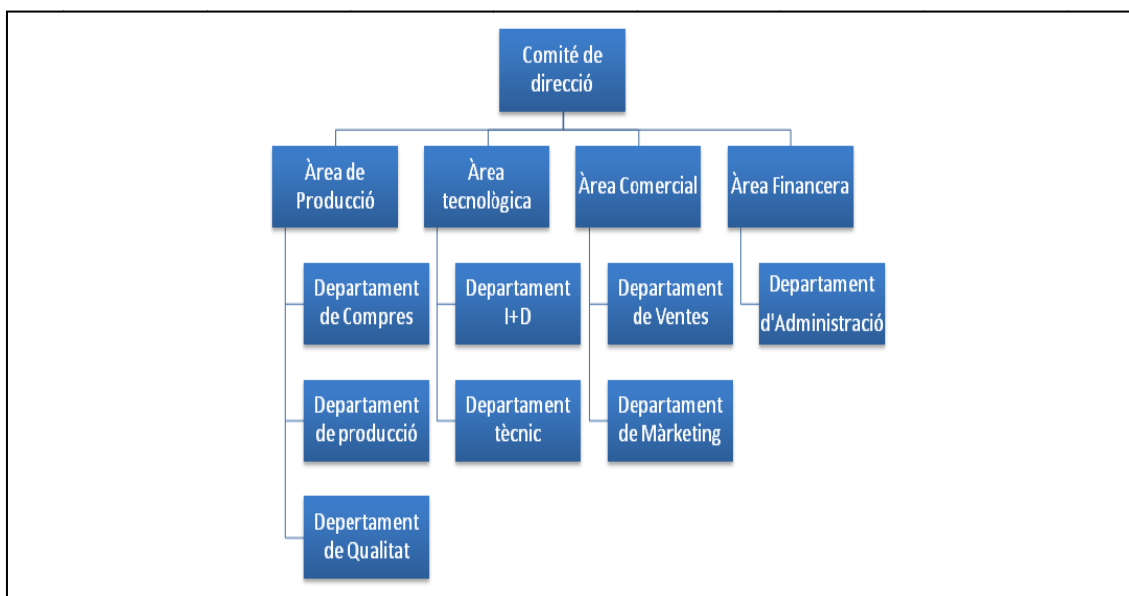 Comité de
direcció
Àrea de
Producció
Àrea
tecnològica
Àrea Comercial
Àrea Financera
Departament
de Compres
Departament
I+D
Departament
de Ventes
Departament
d'Administració
Departament
de producció
Departament
tècnic
Departament
de Màrketing
Depertament
de Qualitat